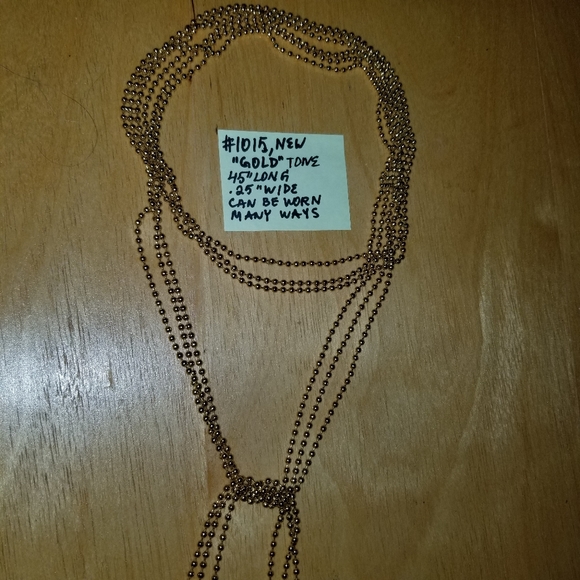 #1015, NEW
"GOLD" TONE
45" LONG
.25" WIDE
CAN BE WORN
MANY WAYS